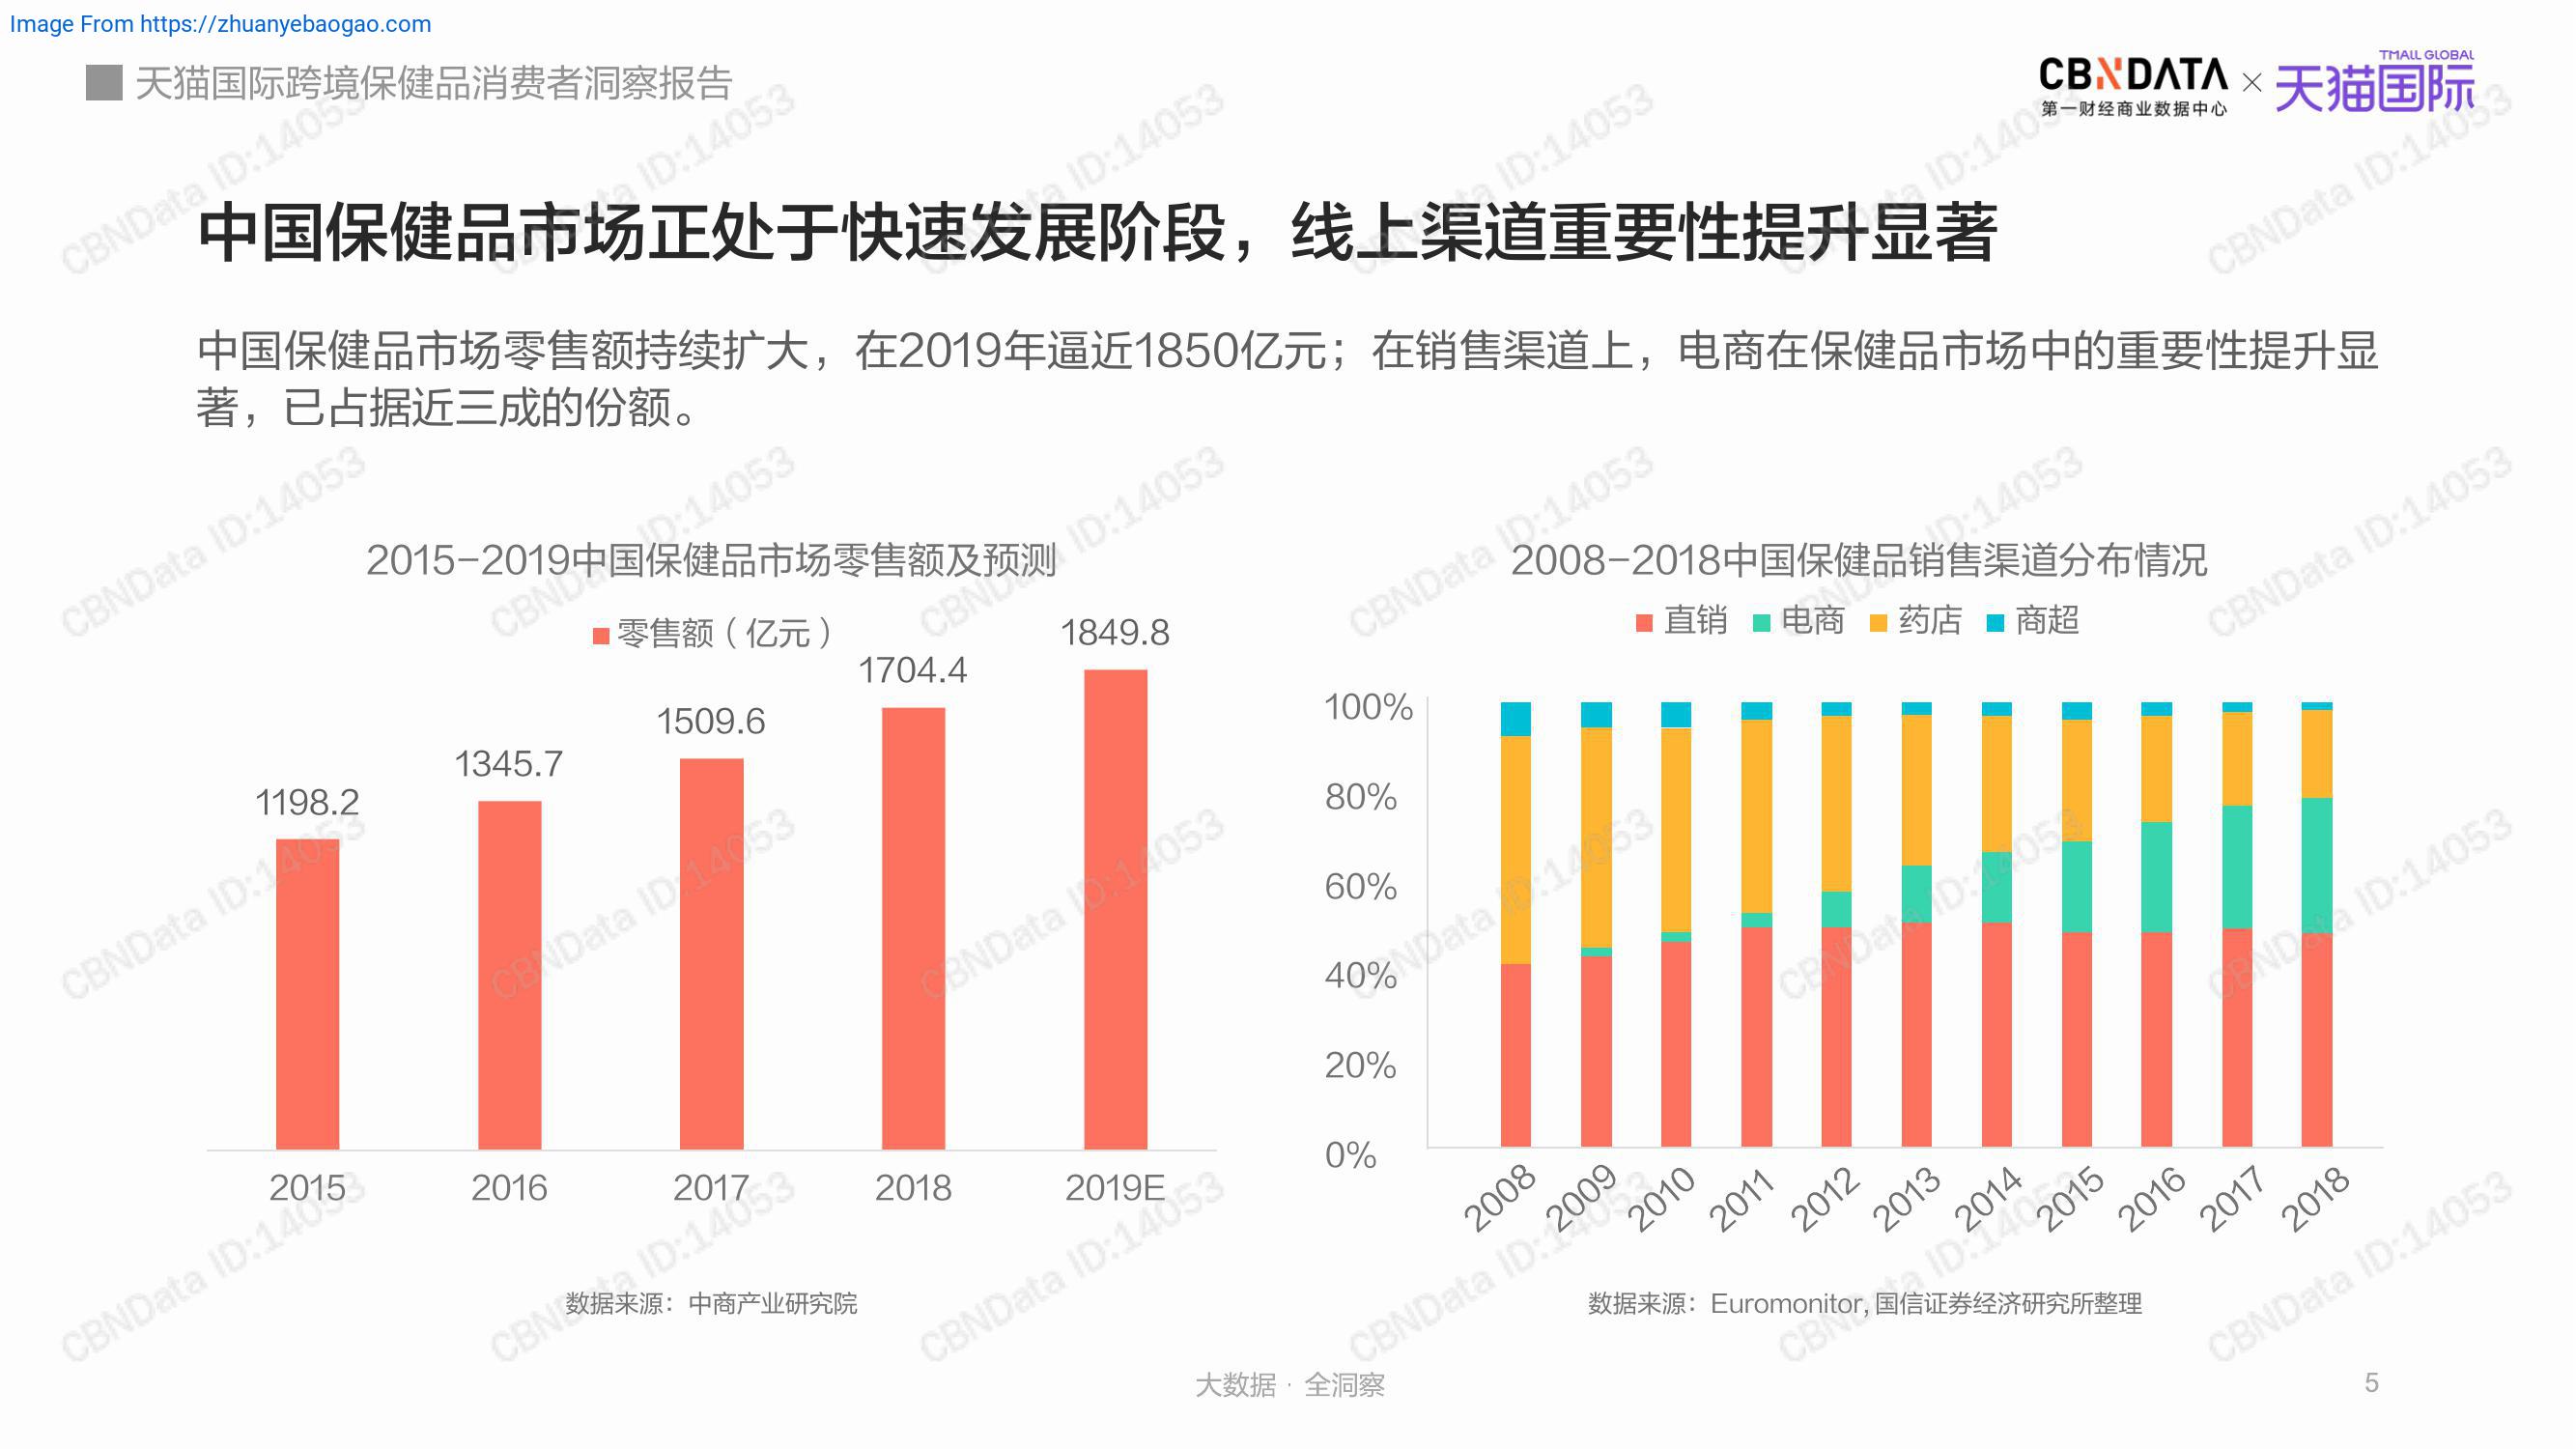 Image From https://zhuanyebaogao.com
天猫国际跨境保健品消费者洞察报告
CBNDATA
第一财经商业数据中心
×
TMALL GLOBAL
天猫国际
中国保健品市场正处于快速发展阶段，线上渠道重要性提升显著
中国保健品市场零售额持续扩大，在2019年逼近1850亿元；在销售渠道上，电商在保健品市场中的重要性提升显
著，已占据近三成的份额。
2015-2019中国保健品市场零售额及预测
零售额（亿元）
1198.2
1345.7
1509.6
1704.4
1849.8
2015
2016
2017
2018
2019E
数据来源：中商产业研究院
2008-2018中国保健品销售渠道分布情况
直销 电商 药店 商超
100%
80%
60%
40%
20%
0%
2008
2009
2010
2011
2012
2013
2014
2015
2016
2017
2018
数据来源：Euromonitor,国信证券经济研究所整理
大数据 · 全洞察
5
CBNData ID:14053